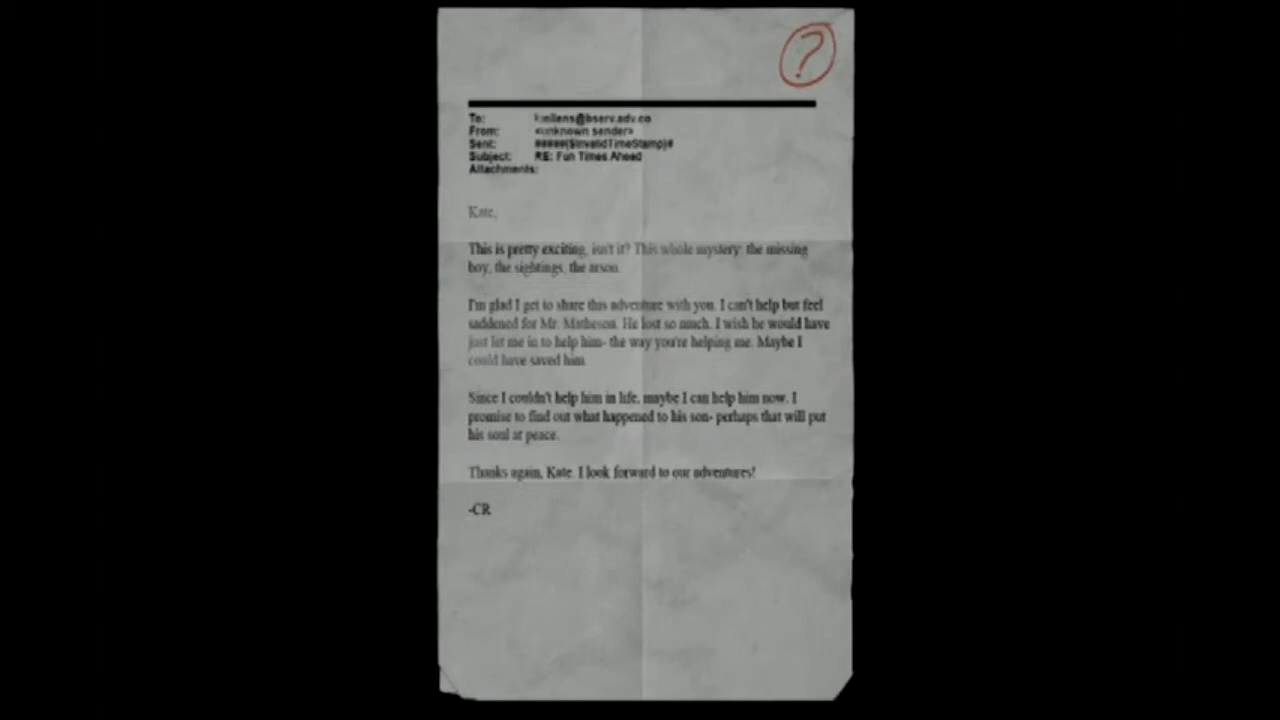 ?
To:
From: <unknown sender>
Sent: #####($InvalidTimeStamp)#
Subject: RE: Fun Times Ahead
Attachments:
Kate,
This is pretty exciting, isn't it? This whole mystery: the missing
boy, the sightings, the arson.
I'm glad I get to share this adventure with you. I can't help but feel
saddened for Mr. Matheson. He lost so much. I wish he would have
just let me in to help him- the way you're helping me. Maybe I
could have saved him.
Since I couldn't help him in life, maybe I can help him now. I
promise to find out what happened to his son- perhaps that will put
his soul at peace.
Thanks again, Kate. I look forward to our adventures!
-CR